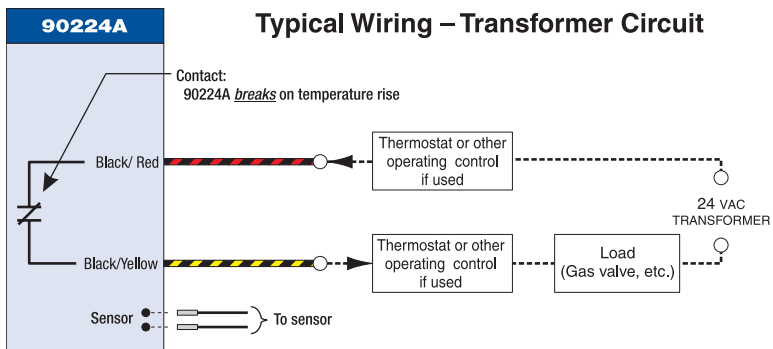 90224A
Typical Wiring – Transformer Circuit
Contact:
90224A breaks on temperature rise
Black/ Red
Thermostat or other
operating control
if used
24 VAC
TRANSFORMER
Black/Yellow
Thermostat or other
operating control
if used
Load
(Gas valve, etc.)
Sensor
To sensor